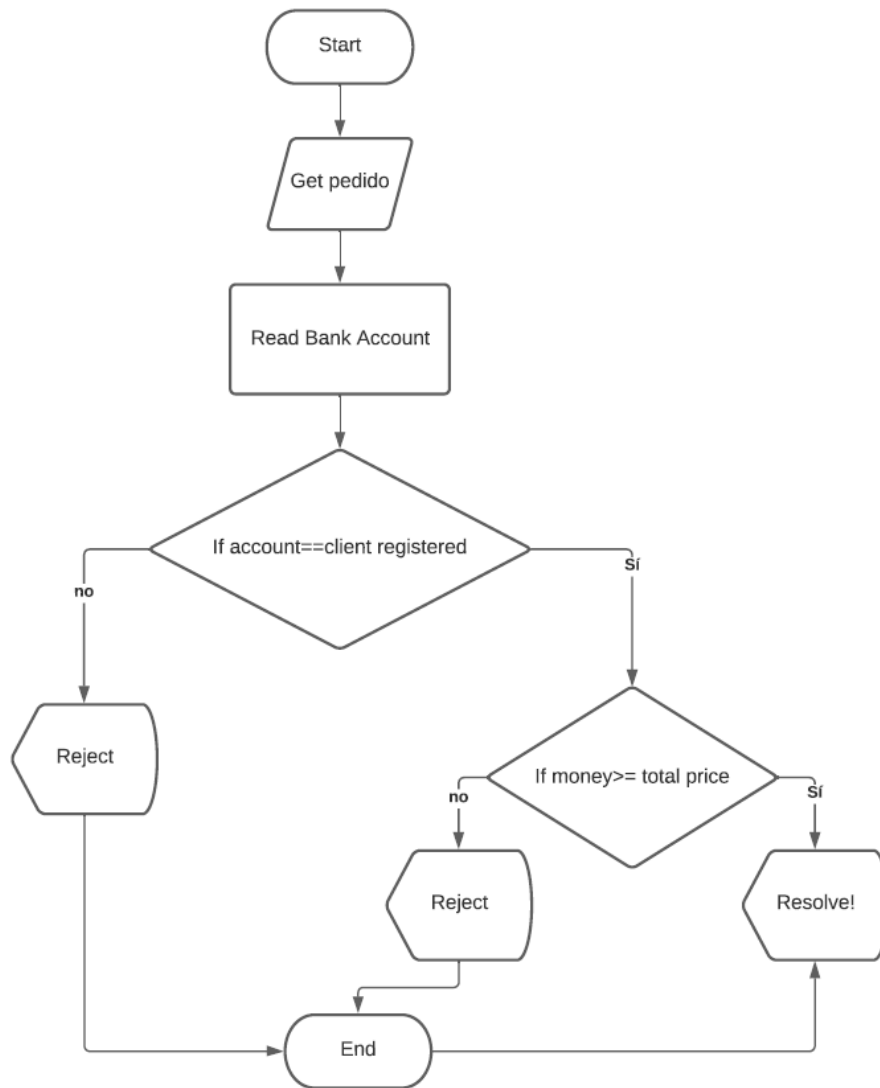 Start
Get pedido
Read Bank Account
If account==client registered
no
Sí
Reject
If money>= total price
no
Sí
Reject
Resolve!
End